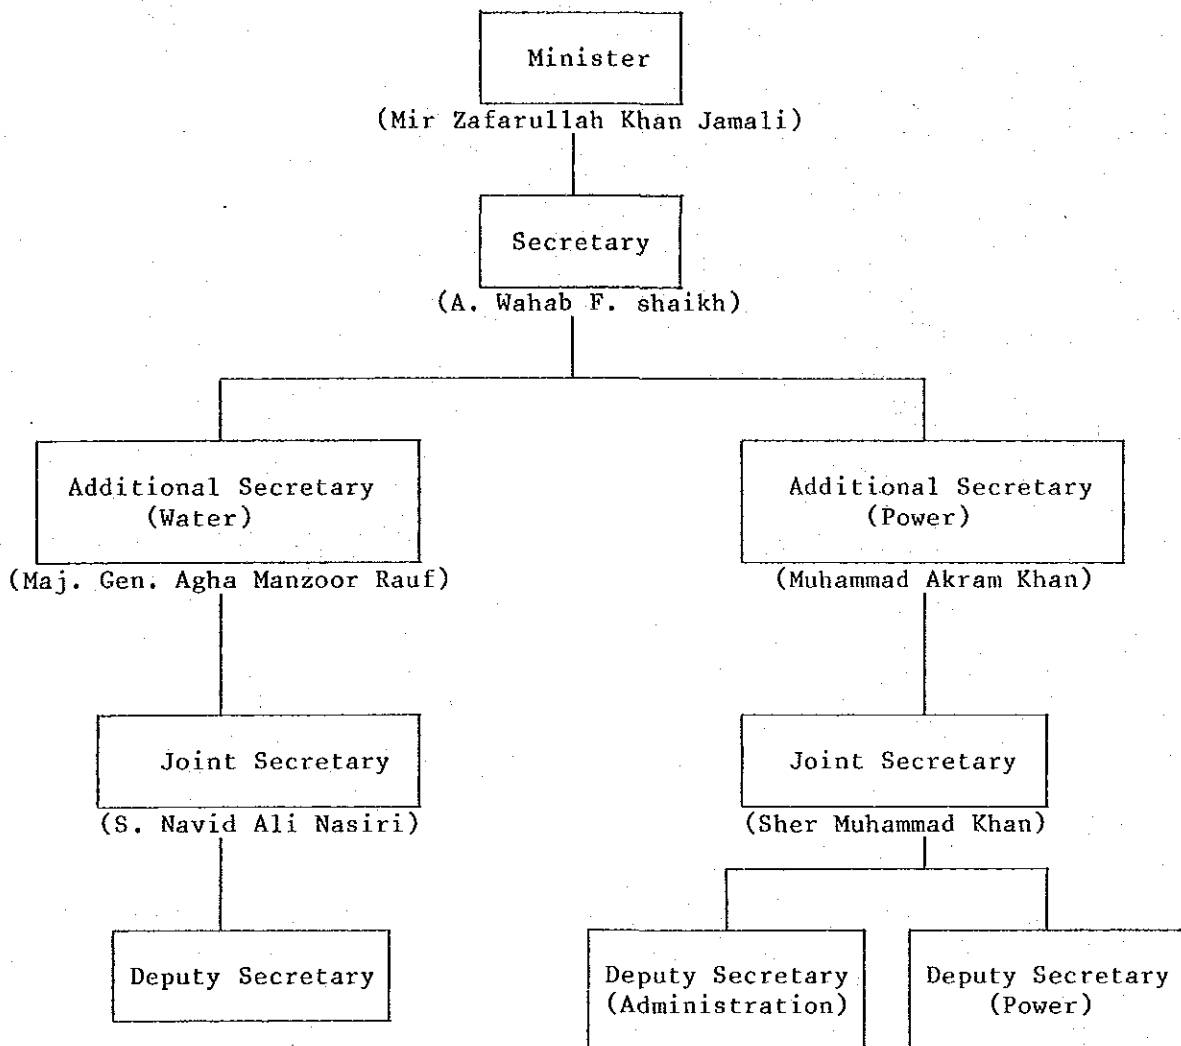 Minister
(Mir Zafarullah Khan Jamali)
Secretary
(A. Wahab F. shaikh)
Additional Secretary
(Water)
(Maj. Gen. Agha Manzoor Rauf)
Additional Secretary
(Power)
(Muhammad Akram Khan)
Joint Secretary
(S. Navid Ali Nasiri)
Joint Secretary
(Sher Muhammad Khan)
Deputy Secretary
Deputy Secretary
(Administration)
Deputy Secretary
(Power)